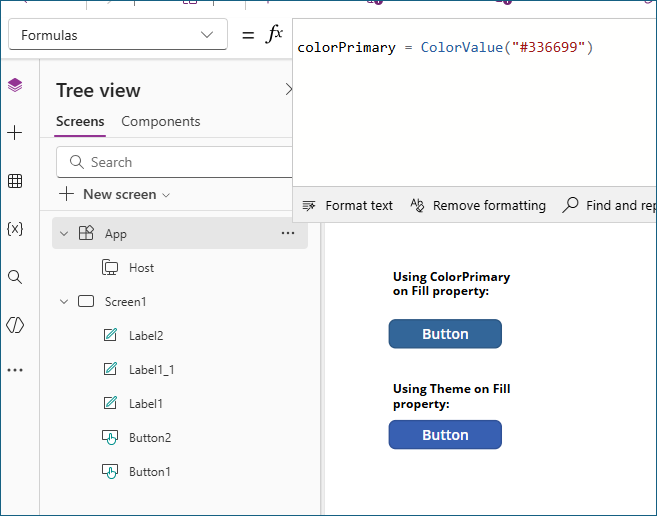 Formulas
= fx
colorPrimary = ColorValue("#336699")
Tree view
Screens
Components
Search
New screen
Format text
Remove formatting
Find and rep
App
Host
Screen1
Label2
Label1_1
Label1
Button2
Button1
Using ColorPrimary
on Fill property:
Button
Using Theme on Fill
property:
Button